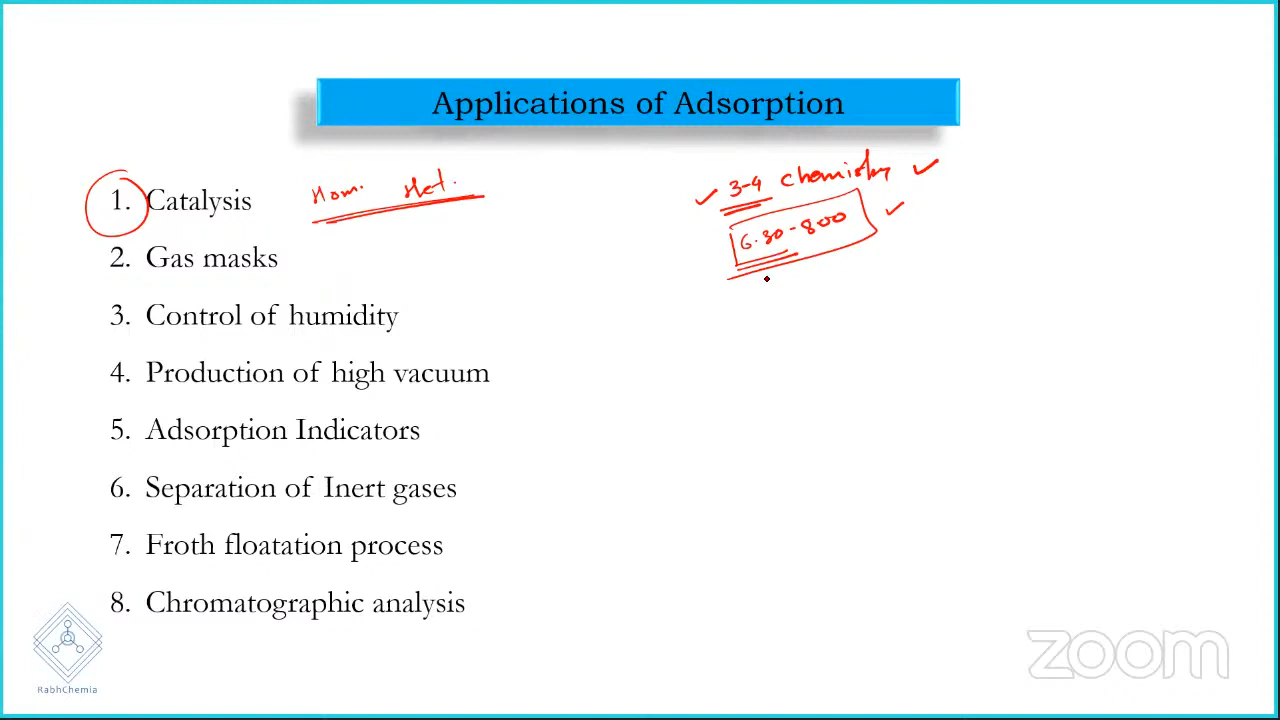 Applications of Adsorption
1. Catalysis Hom. Het.
3-4 chemistry
6.30-800
2. Gas masks
3. Control of humidity
4. Production of high vacuum
5. Adsorption Indicators
6. Separation of Inert gases
7. Froth floatation process
8. Chromatographic analysis
RabhChemia
zoom